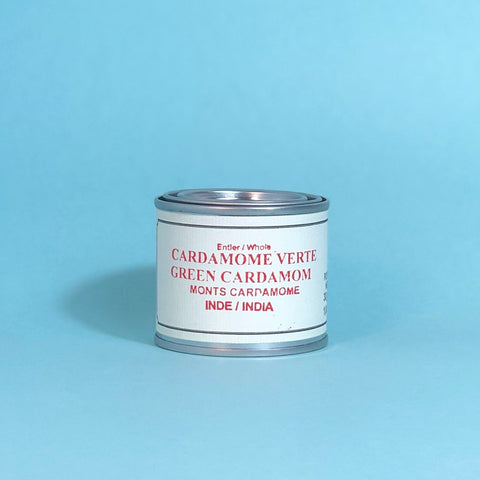 Entier / Whole
CARDAMOME VERTE
GREEN CARDAMOM
MONTS CARDAMOME
INDE / INDIA